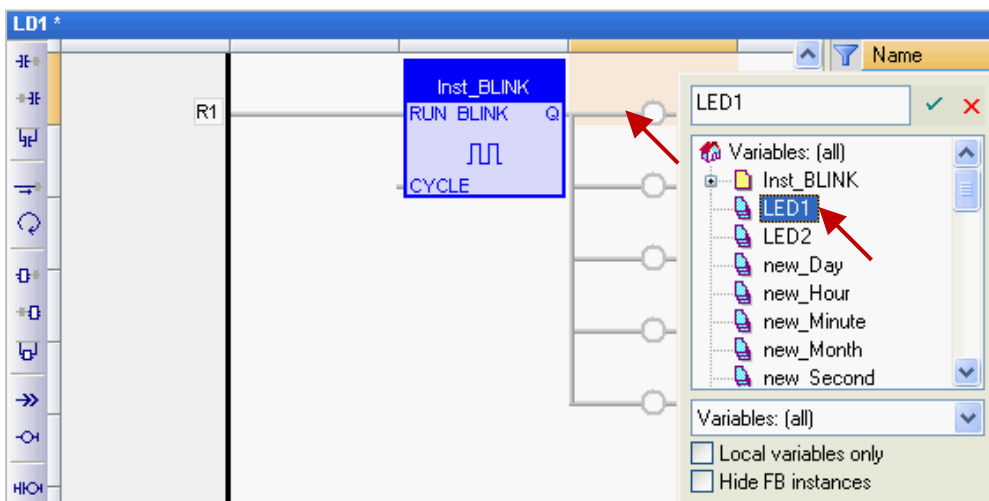 LD1 *
Name
R1
Inst_BLINK
RUN BLINK Q
CYCLE
LED1
Variables: (all)
Inst_BLINK
LED1
LED2
new_Day
new_Hour
new_Minute
new_Month
new_Second
Variables: (all)
Local variables only
Hide FB instances